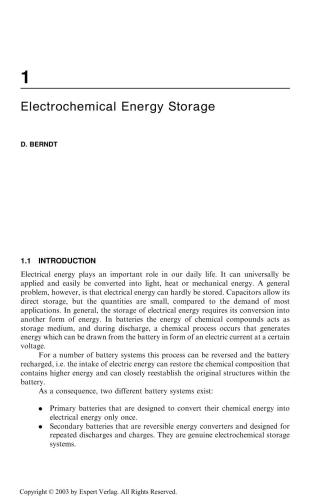 1
Electrochemical Energy Storage
D. BERNDT
1.1 INTRODUCTION
Electrical energy plays an important role in our daily life. It can universally be
applied and easily be converted into light, heat or mechanical energy. A general
problem, however, is that electrical energy can hardly be stored. Capacitors allow its
direct storage, but the quantities are small, compared to the demand of most
applications. In general, the storage of electrical energy requires its conversion into
another form of energy. In batteries the energy of chemical compounds acts as
storage medium, and during discharge, a chemical process occurs that generates
energy which can be drawn from the battery in form of an electric current at a certain
voltage.
For a number of battery systems this process can be reversed and the battery
recharged, i.e. the intake of electric energy can restore the chemical composition that
contains higher energy and can closely reestablish the original structures within the
battery.
As a consequence, two different battery systems exist:
• Primary batteries that are designed to convert their chemical energy into
electrical energy only once.
• Secondary batteries that are reversible energy converters and designed for
repeated discharges and charges. They are genuine electrochemical storage
systems.
Copyright © 2003 by Expert Verlag. All Rights Reserved.